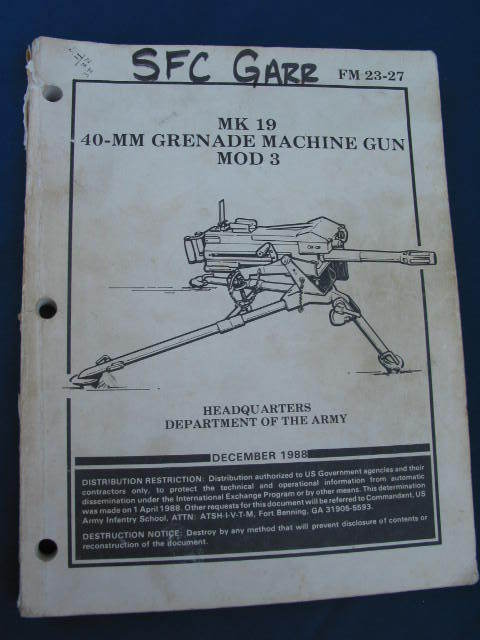 SFC GARR
FM 23-27
MK 19
40-MM GRENADE MACHINE GUN
MOD 3
HEADQUARTERS
DEPARTMENT OF THE ARMY
DECEMBER 1988
DISTRIBUTION RESTRICTION: Distribution authorized to US Government agencies and their
contractors only, to protect the technical and operational information from automatic
dissemination under the International Exchange Program or by other means. This determination
was made on 1 April 1988. Other requests for this document will be referred to Commandant, US
Army Infantry School, ATTN: ATSH-I-V-T-M, Fort Benning, GA 31905-5593.
DESTRUCTION NOTICE: Destroy by any method that will prevent disclosure of contents or
reconstruction of the document.